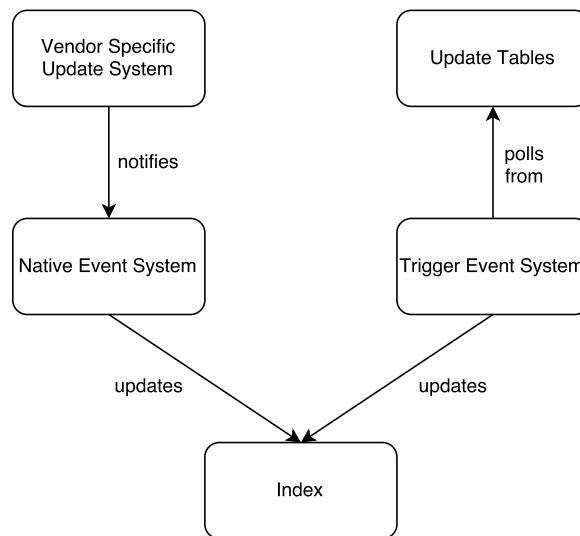 Vendor Specific
Update System
Update Tables
notifies
polls
from
Native Event System
Trigger Event System
updates
updates
Index